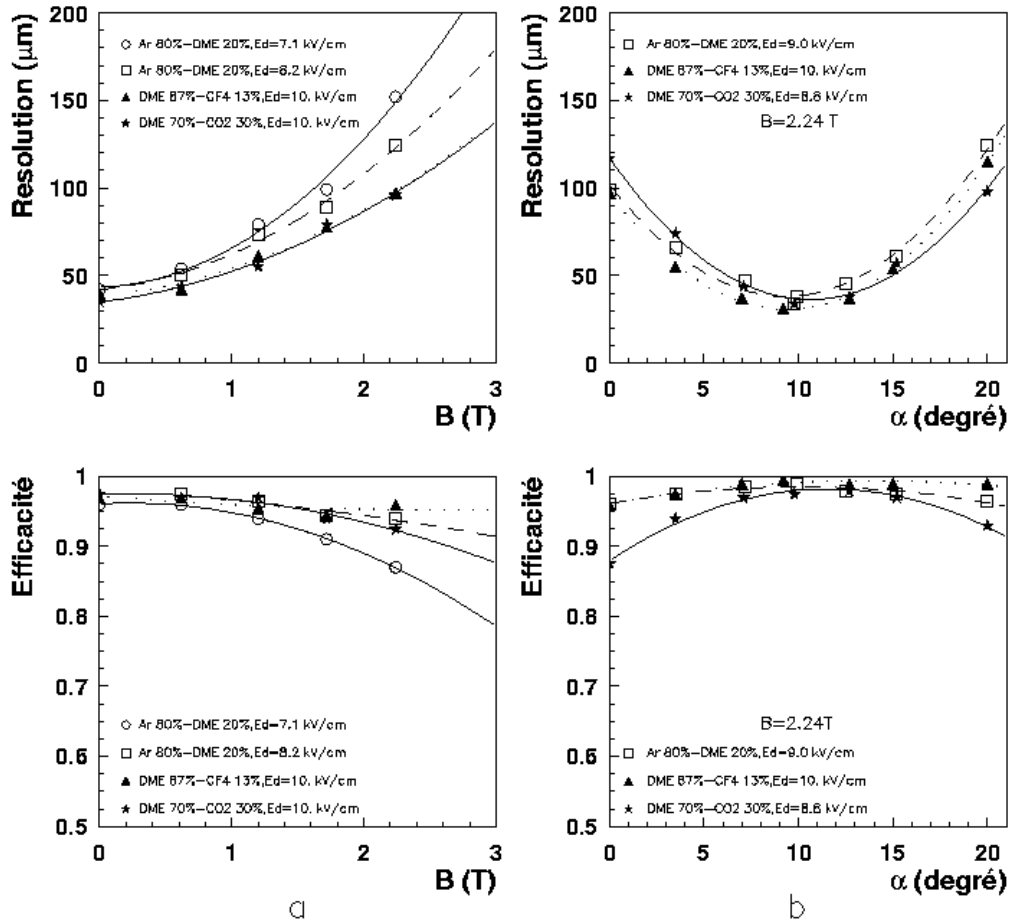 Resolution (μm)
200
150
100
50
0
Ar 80%-DME 20%,Ed=7.1 kV/cm
Ar 80%-DME 20%,Ed=8.2 kV/cm
DME 87%-CF4 13%,Ed=10. kV/cm
DME 70%-CO2 30%,Ed=10. kV/cm
0 1 2 3
B (T)
Resolution (μm)
200
150
100
50
0
Ar 80%-DME 20%,Ed=9.0 kV/cm
DME 87%-CF4 13%,Ed=10. kV/cm
DME 70%-CO2 30%,Ed=8.8 kV/cm
B=2.24 T
0 5 10 15 20
α (degré)
Efficacité
1
0.9
0.8
0.7
0.6
0.5
Ar 80%-DME 20%,Ed=7.1 kV/cm
Ar 80%-DME 20%,Ed=8.2 kV/cm
DME 87%-CF4 13%,Ed=10. kV/cm
DME 70%-CO2 30%,Ed=10. kV/cm
0 1 2 3
B (T)
a
Efficacité
1
0.9
0.8
0.7
0.6
0.5
B=2.24T
Ar 80%-DME 20%,Ed=9.0 kV/cm
DME 87%-CF4 13%,Ed=10. kV/cm
DME 70%-CO2 30%,Ed=8.8 kV/cm
0 5 10 15 20
α (degré)
b